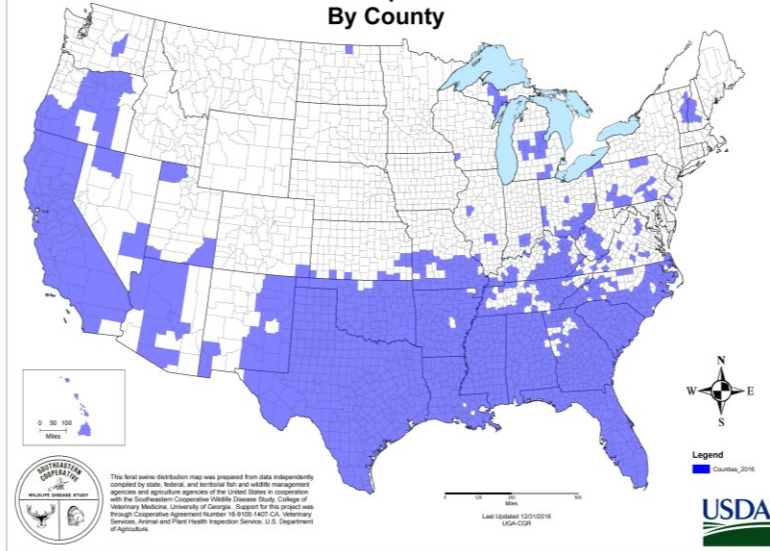 By County
0 50 100
Miles
SOUTHEASTERN
COOPERATIVE
WILDLIFE DISEASE STUDY
This feral swine distribution map was prepared from data independently
compiled by state, federal, and territorial fish and wildlife management
agencies and agriculture agencies of the United States in cooperation
with the Southeastern Cooperative Wildlife Disease Study, College of
Veterinary Medicine, University of Georgia. Support for this project was
through Cooperative Agreement Number 16-9100-1407-CA, Veterinary
Services, Animal and Plant Health Inspection Service, U.S. Department
of Agriculture.
Miles
Last Updated 12/31/2016
UGA-CGR
N
W E
S
Legend
Counties_2016
USDA